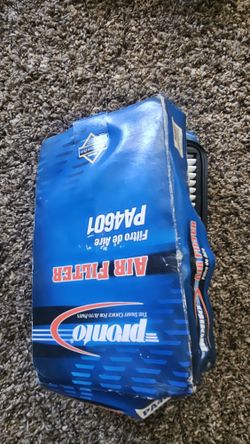 pronto
THE SMART CHOICE FOR AUTO PARTS
AIR FILTER
Filtro de Aire
PA4601